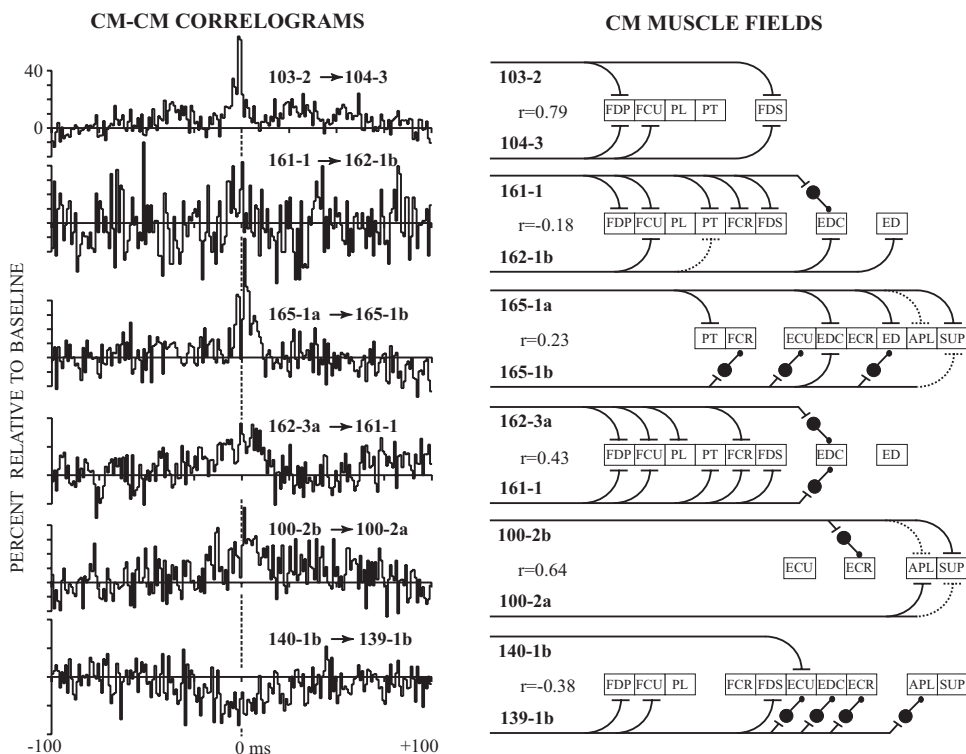 CM-CM CORRELOGRAMS
CM MUSCLE FIELDS
PERCENT RELATIVE TO BASELINE
40
0
103-2 → 104-3
161-1 → 162-1b
165-1a → 165-1b
162-3a → 161-1
100-2b → 100-2a
140-1b → 139-1b
-100
0 ms
+100
103-2
r=0.79
FDP FCU PL PT FDS
104-3
161-1
r=-0.18
FDP FCU PL PT FCR FDS EDC ED
162-1b
165-1a
r=0.23
PT FCR ECU EDC ECR ED APL SUP
165-1b
162-3a
r=0.43
FDP FCU PL PT FCR FDS EDC ED
161-1
100-2b
r=0.64
ECU ECR APL SUP
100-2a
140-1b
r=-0.38
FDP FCU PL FCR FDS ECU EDC ECR APL SUP
139-1b